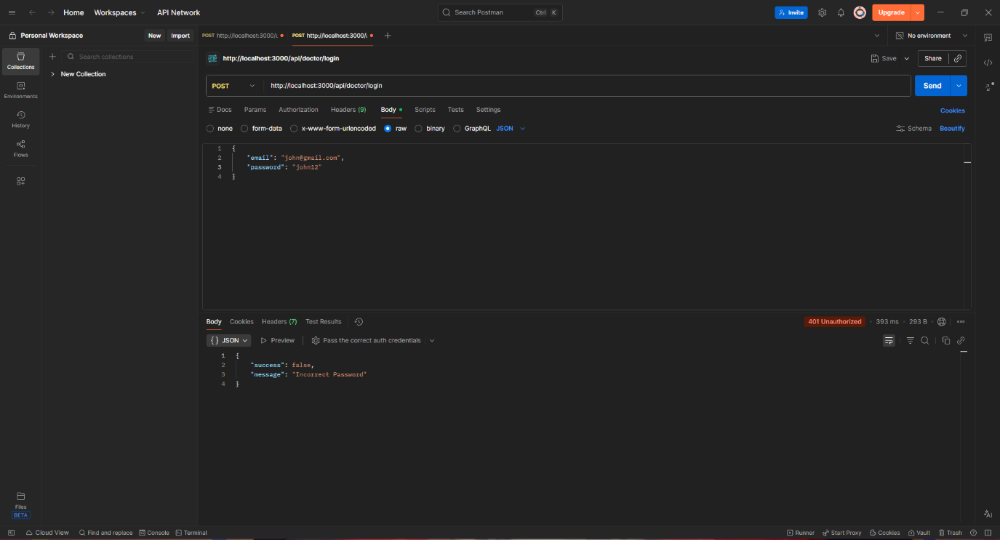 Home Workspaces API Network Search Postman Ctrl K Invite Upgrade
Personal Workspace New Import POST http://localhost:3000/ POST http://localhost:3000/ No environment
Collections Search collections
New Collection
Environments
History
Flows
http://localhost:3000/api/doctor/login Save Share
POST http://localhost:3000/api/doctor/login Send
Docs Params Authorization Headers (9) Body Scripts Tests Settings Cookies
none form-data x-www-form-urlencoded raw binary GraphQL JSON Schema Beautify
1 {
2 "email": "john@gmail.com",
3 "password": "john12"
4 }
Body Cookies Headers (7) Test Results 401 Unauthorized 393 ms 293 B
{} JSON Preview Pass the correct auth credentials
1 {
2 "success": false,
3 "message": "Incorrect Password"
4 }
Files
BETA
AI
Cloud View Find and replace Console Terminal Runner Start Proxy Cookies Vault Trash